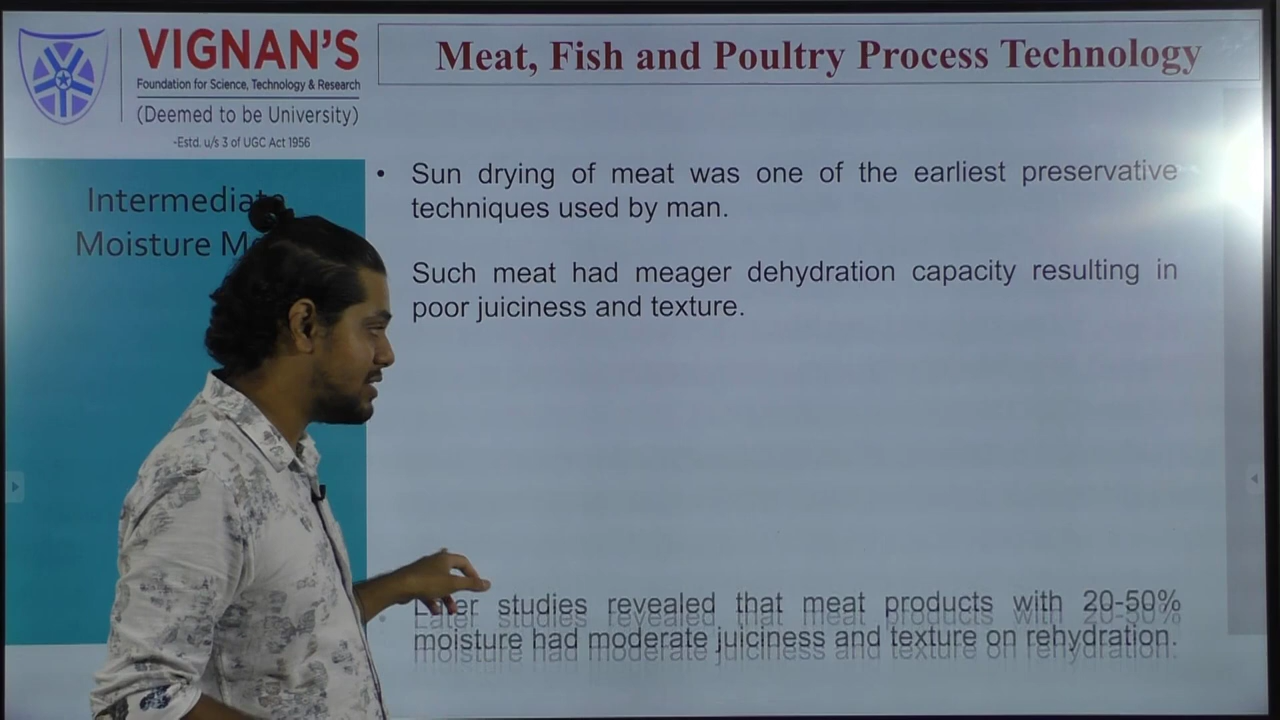 VIGNAN'S
Foundation for Science, Technology & Research
(Deemed to be University)
-Estd. u/s 3 of UGC Act 1956
Meat, Fish and Poultry Process Technology
Intermediate
Moisture
• Sun drying of meat was one of the earliest preservative
techniques used by man.
Such meat had meager dehydration capacity resulting in
poor juiciness and texture.
Later studies revealed that meat products with 20-50%
moisture had moderate juiciness and texture on rehydration.